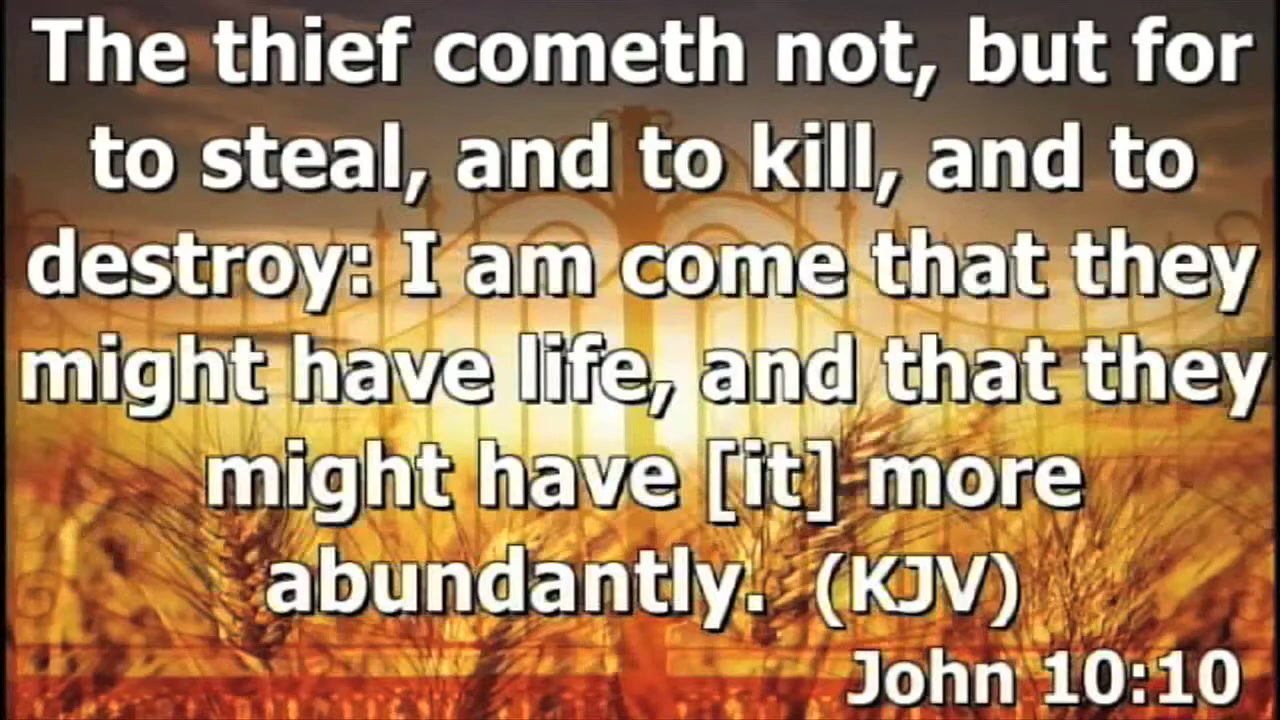 The thief cometh not, but for
to steal, and to kill, and to
destroy: I am come that they
might have life, and that they
might have [it] more
abundantly. (KJV)
John 10:10